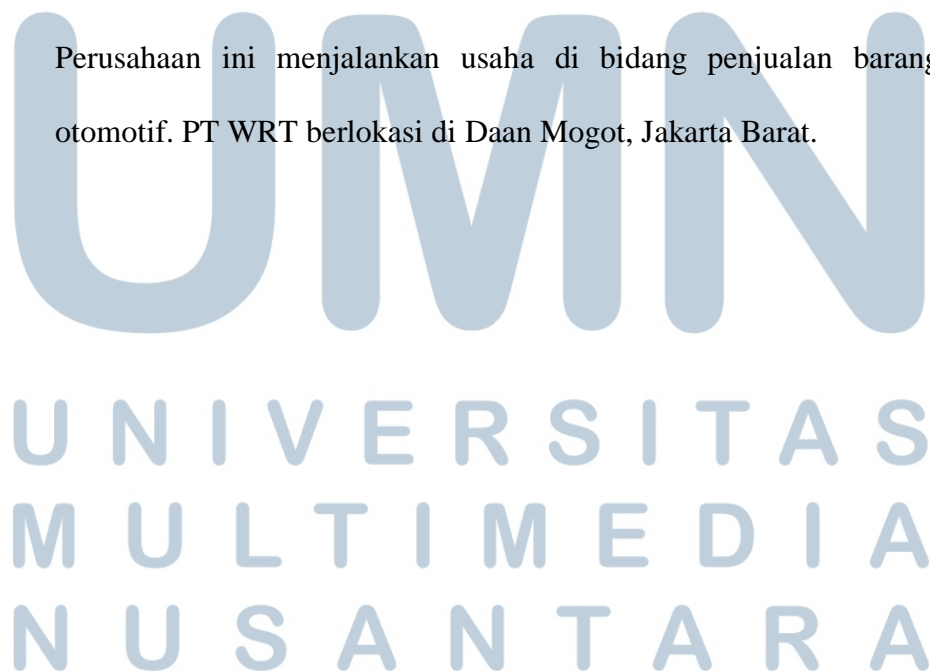 Perusahaan ini menjalankan usaha di bidang penjualan barang
otomotif. PT WRT berlokasi di Daan Mogot, Jakarta Barat.
UMN
UNIVERSITAS
MULTIMEDIA
NUSANTARA